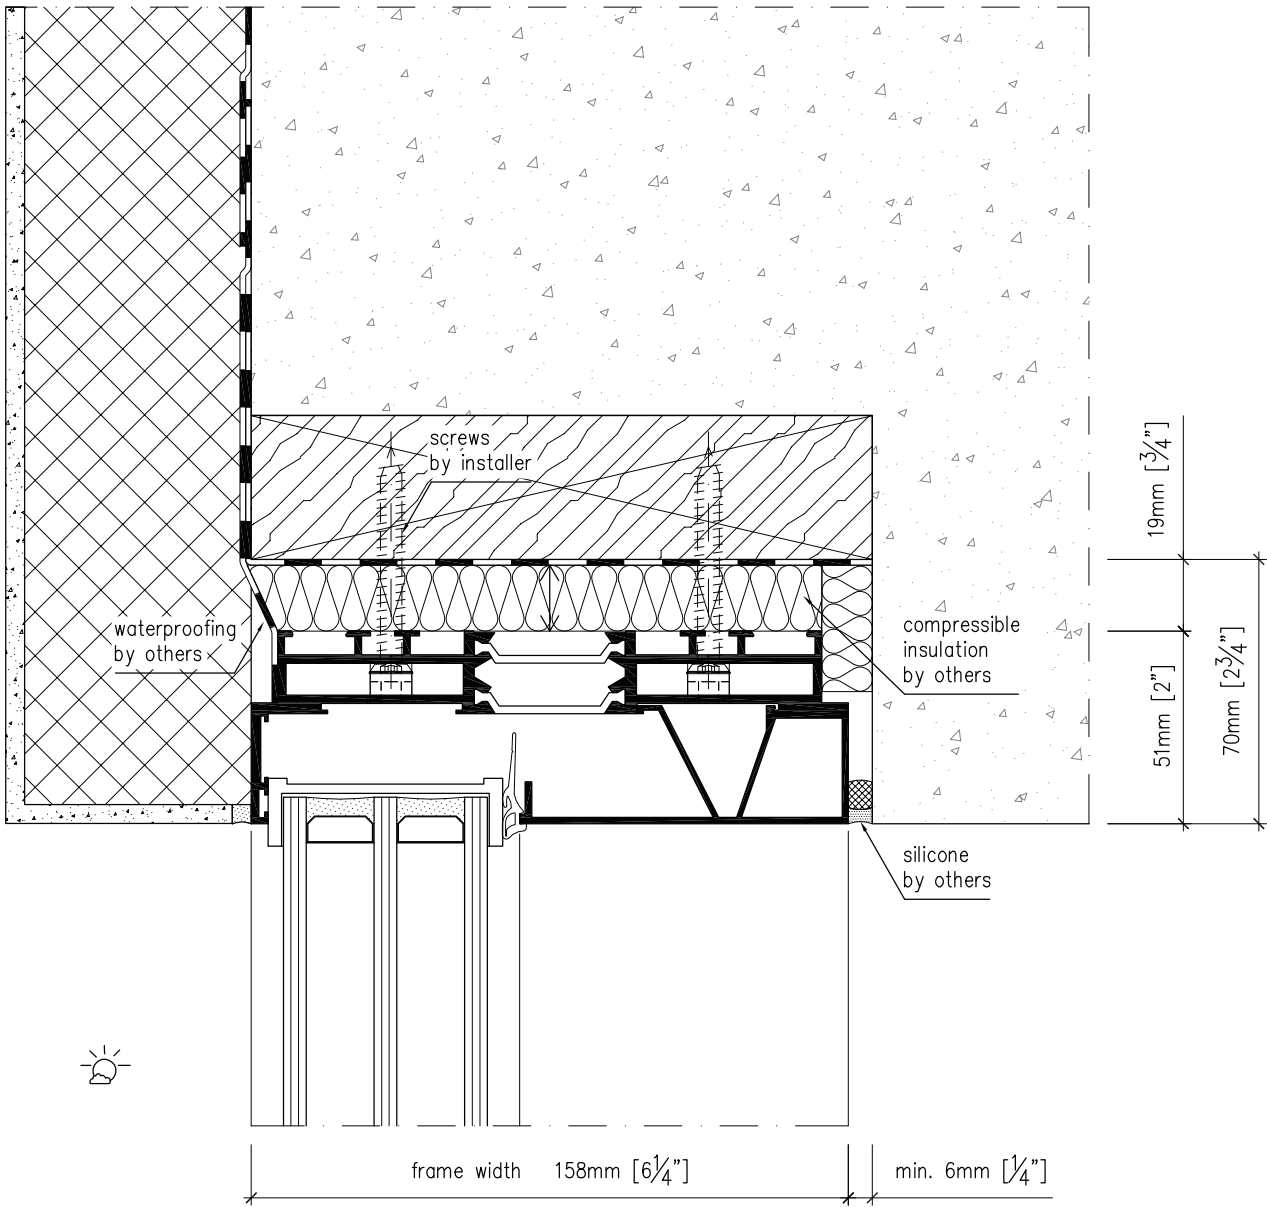 screws
by installer
19mm [3/4"]
waterproofing
by others
compressible
insulation
by others
51mm [2"]
70mm [2 3/4"]
silicone
by others
frame width 158mm [6 1/4"]
min. 6mm [1/4"]